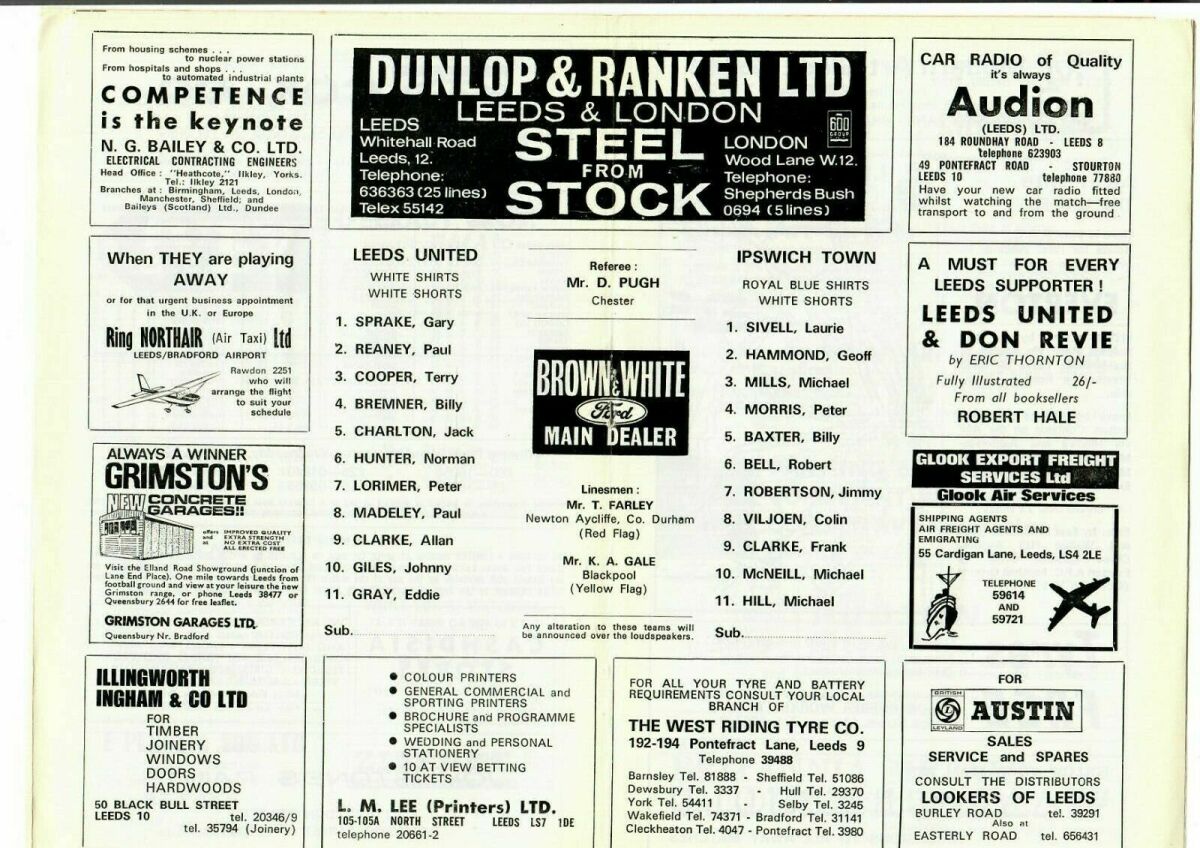 From housing schemes . . .
to nuclear power stations
From hospitals and shops . . .
to automated industrial plants
COMPETENCE
is the keynote
N. G. BAILEY & CO. LTD.
ELECTRICAL CONTRACTING ENGINEERS
Head Office : "Heathcote," Ilkley, Yorks.
Tel.: Ilkley 2121
Branches at : Birmingham, Leeds, London,
Manchester, Sheffield; and
Baileys (Scotland) Ltd., Dundee
DUNLOP & RANKEN LTD
LEEDS & LONDON
STEEL
FROM
STOCK
LEEDS
Whitehall Road
Leeds, 12.
Telephone:
636363 (25 lines)
Telex 55142
600
GROUP
LONDON
Wood Lane W.12.
Telephone:
Shepherds Bush
0694 (5 lines)
CAR RADIO of Quality
it's always
Audion
(LEEDS) LTD.
184 ROUNDHAY ROAD - LEEDS 8
telephone 623903
49 PONTEFRACT ROAD - STOURTON
LEEDS 10 telephone 77880
Have your new car radio fitted
whilst watching the match—free
transport to and from the ground
When THEY are playing
AWAY
or for that urgent business appointment
in the U.K. or Europe
Ring NORTHAIR (Air Taxi) Ltd
LEEDS/BRADFORD AIRPORT
Rawdon 2251
who will
arrange the flight
to suit your
schedule
ALWAYS A WINNER
GRIMSTON'S
NEW CONCRETE
GARAGES!!
offers and at
IMPROVED QUALITY
EXTRA STRENGTH
NO EXTRA COST
ALL ERECTED FREE
Visit the Elland Road Showground (junction of
Lane End Place). One mile towards Leeds from
football ground and view at your leisure the new
Grimston range, or phone Leeds 38477 or
Queensbury 2644 for free leaflet.
GRIMSTON GARAGES LTD.
Queensbury Nr. Bradford
LEEDS UNITED
WHITE SHIRTS
WHITE SHORTS
1. SPRAKE, Gary
2. REANEY, Paul
3. COOPER, Terry
4. BREMNER, Billy
5. CHARLTON, Jack
6. HUNTER, Norman
7. LORIMER, Peter
8. MADELEY, Paul
9. CLARKE, Allan
10. GILES, Johnny
11. GRAY, Eddie
Sub.
Referee :
Mr. D. PUGH
Chester
BROWN & WHITE
Ford
MAIN DEALER
Linesmen :
Mr. T. FARLEY
Newton Aycliffe, Co. Durham
(Red Flag)
Mr. K. A. GALE
Blackpool
(Yellow Flag)
Any alteration to these teams will
be announced over the loudspeakers.
IPSWICH TOWN
ROYAL BLUE SHIRTS
WHITE SHORTS
1. SIVELL, Laurie
2. HAMMOND, Geoff
3. MILLS, Michael
4. MORRIS, Peter
5. BAXTER, Billy
6. BELL, Robert
7. ROBERTSON, Jimmy
8. VILJOEN, Colin
9. CLARKE, Frank
10. McNEILL, Michael
11. HILL, Michael
Sub.
A MUST FOR EVERY
LEEDS SUPPORTER !
LEEDS UNITED
& DON REVIE
by ERIC THORNTON
Fully Illustrated 26/-
From all booksellers
ROBERT HALE
GLOOK EXPORT FREIGHT
SERVICES Ltd
Glook Air Services
SHIPPING AGENTS
AIR FREIGHT AGENTS AND
EMIGRATING
55 Cardigan Lane, Leeds, LS4 2LE
TELEPHONE
59614
AND
59721
ILLINGWORTH
INGHAM & CO LTD
FOR
TIMBER
JOINERY
WINDOWS
DOORS
HARDWOODS
50 BLACK BULL STREET
LEEDS 10 tel. 20346/9
tel. 35794 (Joinery)
● COLOUR PRINTERS
● GENERAL COMMERCIAL and
SPORTING PRINTERS
● BROCHURE and PROGRAMME
SPECIALISTS
● WEDDING and PERSONAL
STATIONERY
● 10 AT VIEW BETTING
TICKETS
L. M. LEE (Printers) LTD.
105-105A NORTH STREET LEEDS LS7 1DE
telephone 20661-2
FOR ALL YOUR TYRE AND BATTERY
REQUIREMENTS CONSULT YOUR LOCAL
BRANCH OF
THE WEST RIDING TYRE CO.
192-194 Pontefract Lane, Leeds 9
Telephone 39488
Barnsley Tel. 81888 - Sheffield Tel. 51086
Dewsbury Tel. 3337 - Hull Tel. 29370
York Tel. 54411 - Selby Tel. 3245
Wakefield Tel. 74371 - Bradford Tel. 31141
Cleckheaton Tel. 4047 - Pontefract Tel. 3980
FOR
BRITISH
LEYLAND
AUSTIN
SALES
SERVICE and SPARES
CONSULT THE DISTRIBUTORS
LOOKERS OF LEEDS
BURLEY ROAD tel. 39291
Also at
EASTERLY ROAD tel. 656431